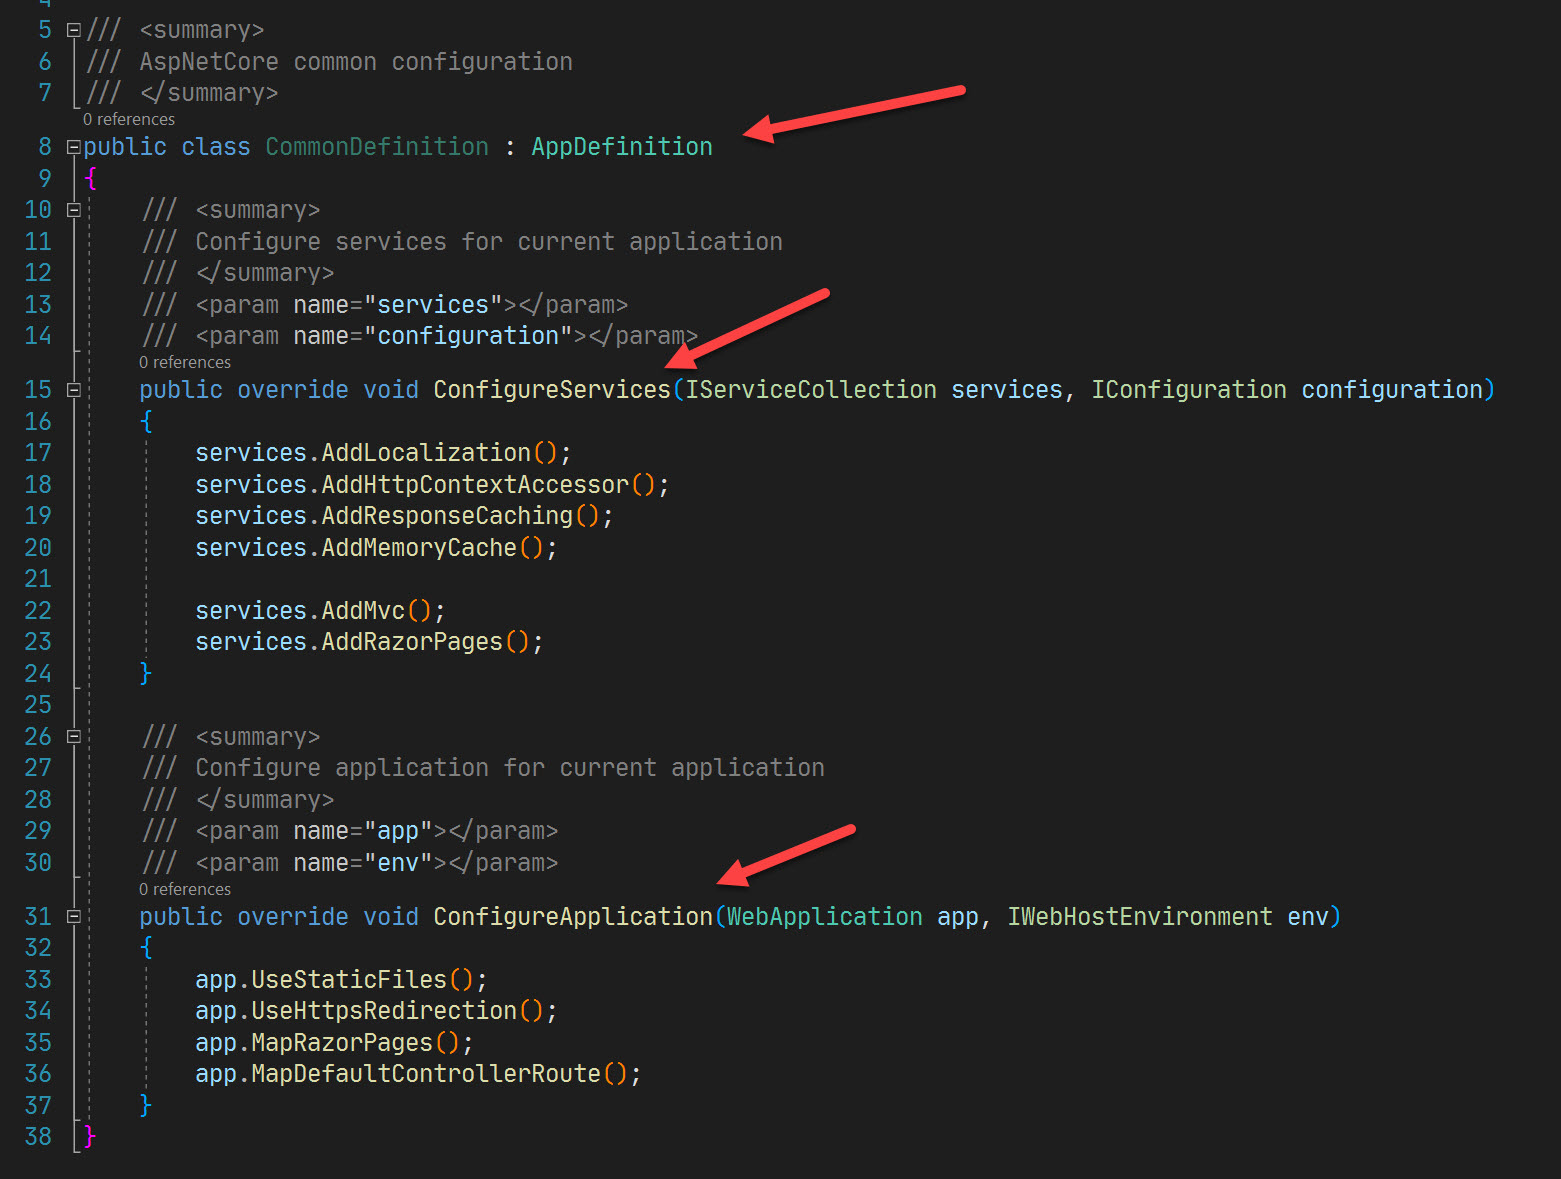 5 /// <summary>
6 /// AspNetCore common configuration
7 /// </summary>
0 references
8 public class CommonDefinition : AppDefinition
9 {
10 /// <summary>
11 /// Configure services for current application
12 /// </summary>
13 /// <param name="services"></param>
14 /// <param name="configuration"></param>
0 references
15 public override void ConfigureServices(IServiceCollection services, IConfiguration configuration)
16 {
17 services.AddLocalization();
18 services.AddHttpContextAccessor();
19 services.AddResponseCaching();
20 services.AddMemoryCache();
21
22 services.AddMvc();
23 services.AddRazorPages();
24 }
25
26 /// <summary>
27 /// Configure application for current application
28 /// </summary>
29 /// <param name="app"></param>
30 /// <param name="env"></param>
0 references
31 public override void ConfigureApplication(WebApplication app, IWebHostEnvironment env)
32 {
33 app.UseStaticFiles();
34 app.UseHttpsRedirection();
35 app.MapRazorPages();
36 app.MapDefaultControllerRoute();
37 }
38 }